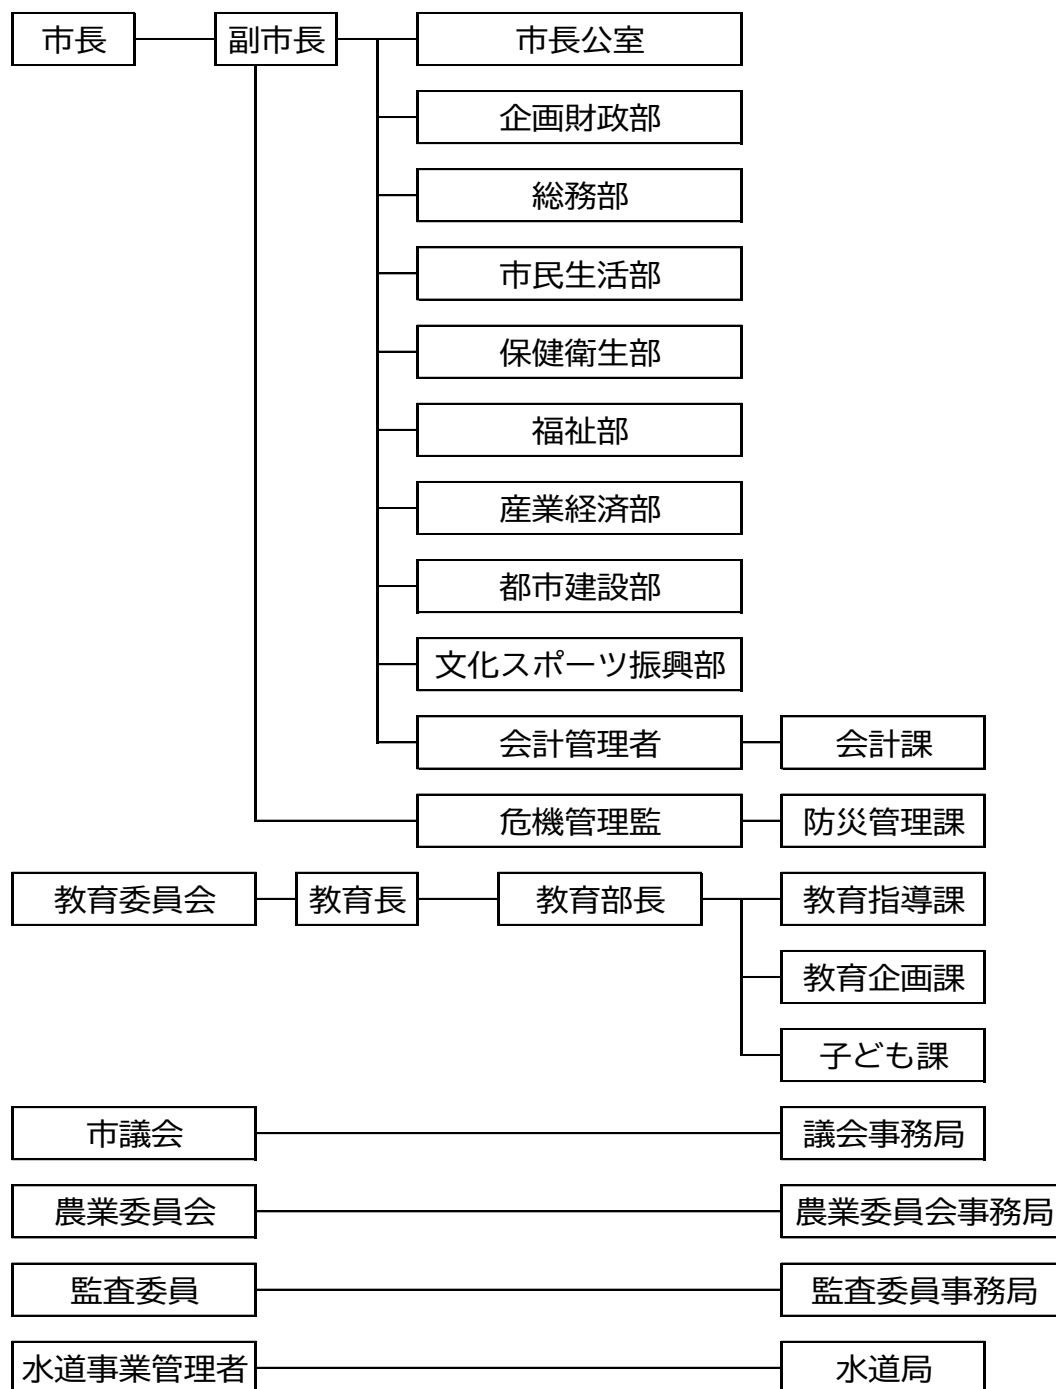 市長
副市長
市長公室
企画財政部
総務部
市民生活部
保健衛生部
福祉部
産業経済部
都市建設部
文化スポーツ振興部
会計管理者
会計課
危機管理監
防災管理課
教育委員会
教育長
教育部長
教育指導課
教育企画課
子ども課
市議会
議会事務局
農業委員会
農業委員会事務局
監査委員
監査委員事務局
水道事業管理者
水道局